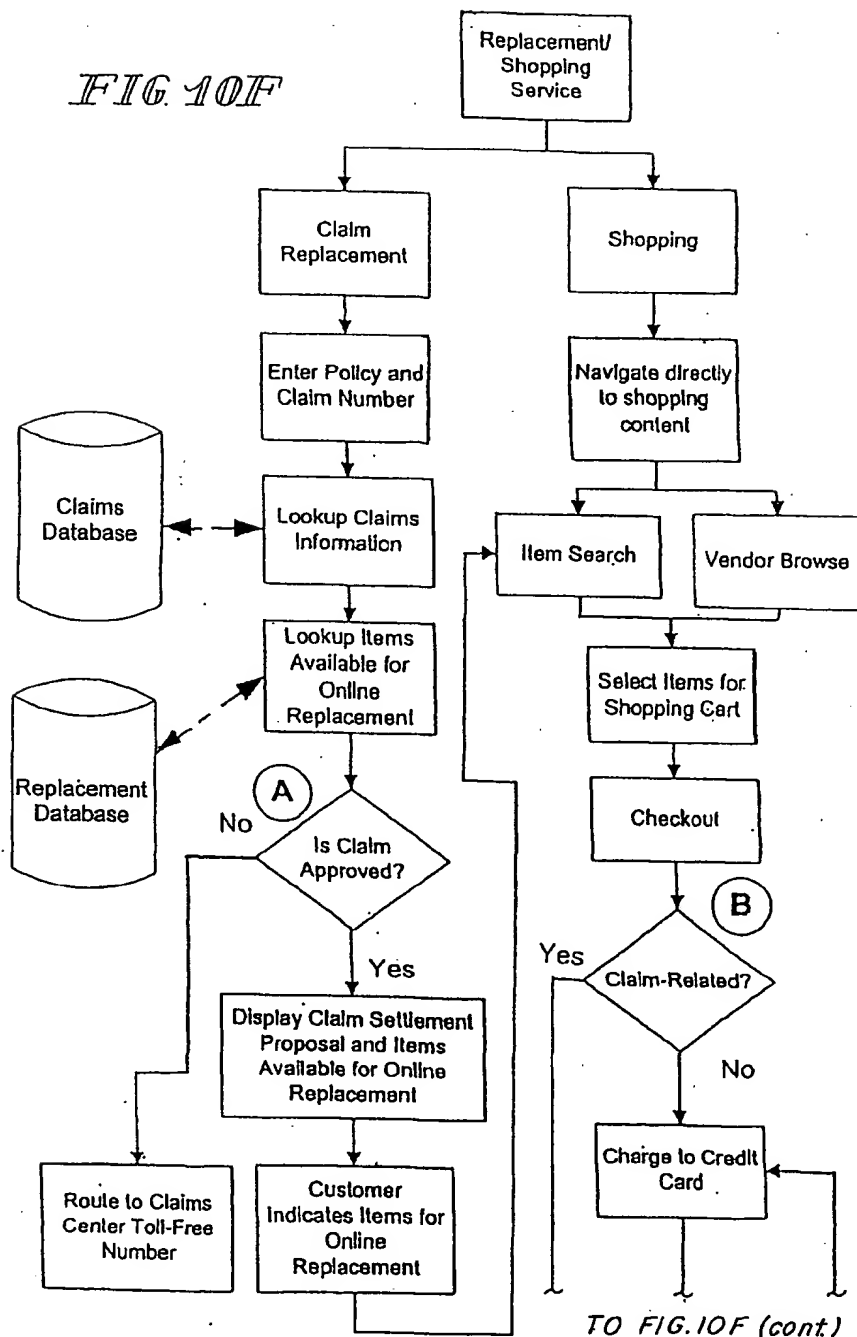 FIG. 10F
Replacement/
Shopping
Service
Claim
Replacement
Shopping
Enter Policy and
Claim Number
Navigate directly
to shopping
content
Claims
Database
Lookup Claims
Information
Item Search
Vendor Browse
Lookup Items
Available for
Online
Replacement
Select Items for
Shopping Cart
Replacement
Database
A
No
Is Claim
Approved?
Checkout
B
Yes
Yes
Claim-Related?
Display Claim Settlement
Proposal and Items
Available for Online
Replacement
No
Route to Claims
Center Toll-Free
Number
Customer
Indicates Items for
Online
Replacement
Charge to Credit
Card
TO FIG. 10F (cont.)